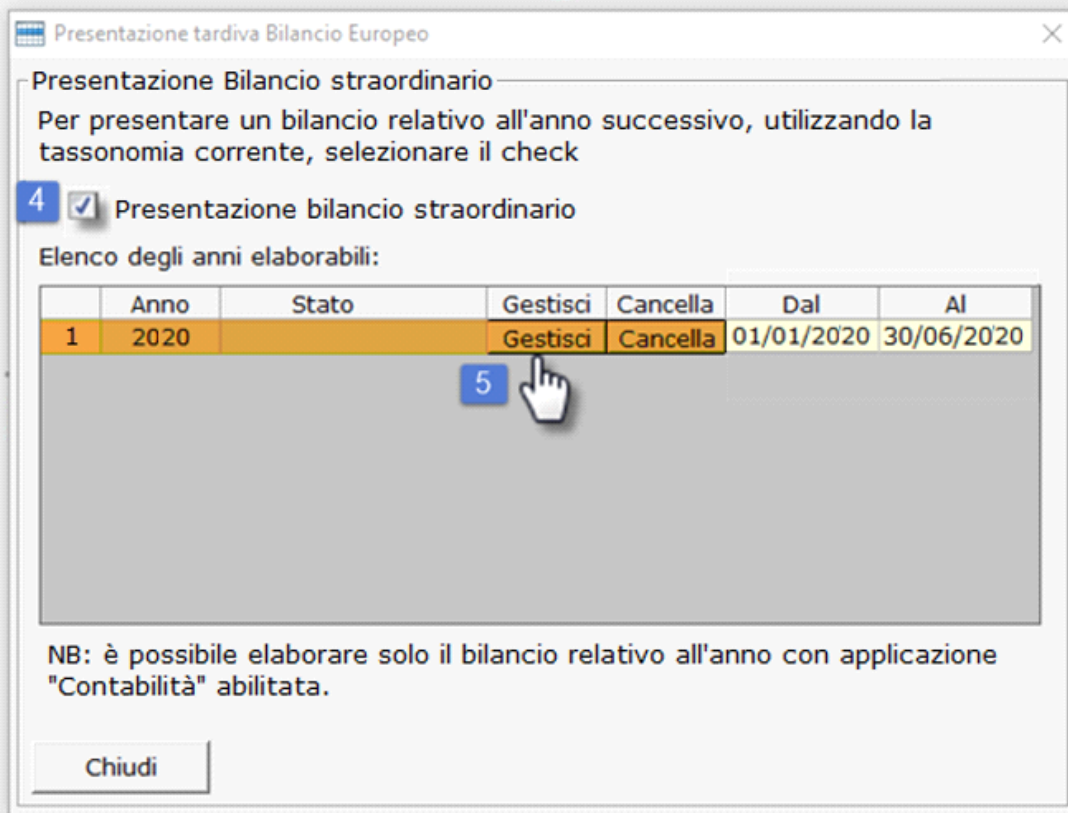 Presentazione tardiva Bilancio Europeo
Presentazione Bilancio straordinario
Per presentare un bilancio relativo all'anno successivo, utilizzando la
tassonomia corrente, selezionare il check
4 Presentazione bilancio straordinario
Elenco degli anni elaborabili:
Anno Stato Gestisci Cancella Dal Al
1 2020 Gestisci Cancella 01/01/2020 30/06/2020
5
NB: è possibile elaborare solo il bilancio relativo all'anno con applicazione
"Contabilità" abilitata.
Chiudi